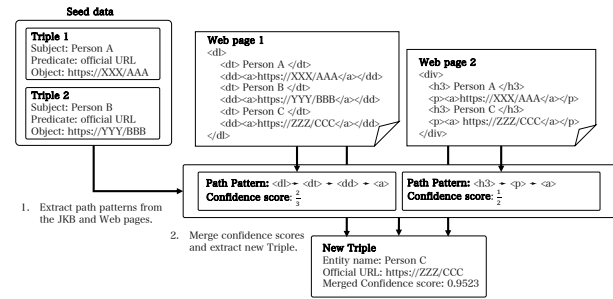 Seed data
Triple 1
Subject: Person A
Predicate: official URL
Object: https://XXX/AAA
Triple 2
Subject: Person B
Predicate: official URL
Object: https://YYY/BBB
Web page 1
<dl>
<dt> Person A </dt>
<dd><a>https://XXX/AAA</a></dd>
<dt> Person B </dt>
<dd><a>https://YYY/BBB</a></dd>
<dt> Person C </dt>
<dd><a>https://ZZZ/CCC</a></dd>
</dl>
Web page 2
<div>
<h3> Person A </h3>
<p><a>https://XXX/AAA</a></p>
<h3> Person C </h3>
<p><a> https://ZZZ/CCC</a></p>
</div>
Path Pattern: <dl>→ <dt> → <dd> → <a>
Confidence score: 2/3
Path Pattern: <h3>→ <p> → <a>
Confidence score: 1/2
1. Extract path patterns from
the JKB and Web pages.
2. Merge confidence scores
and extract new Triple.
New Triple
Entity name: Person C
Official URL: https://ZZZ/CCC
Merged Confidence score: 0.9523